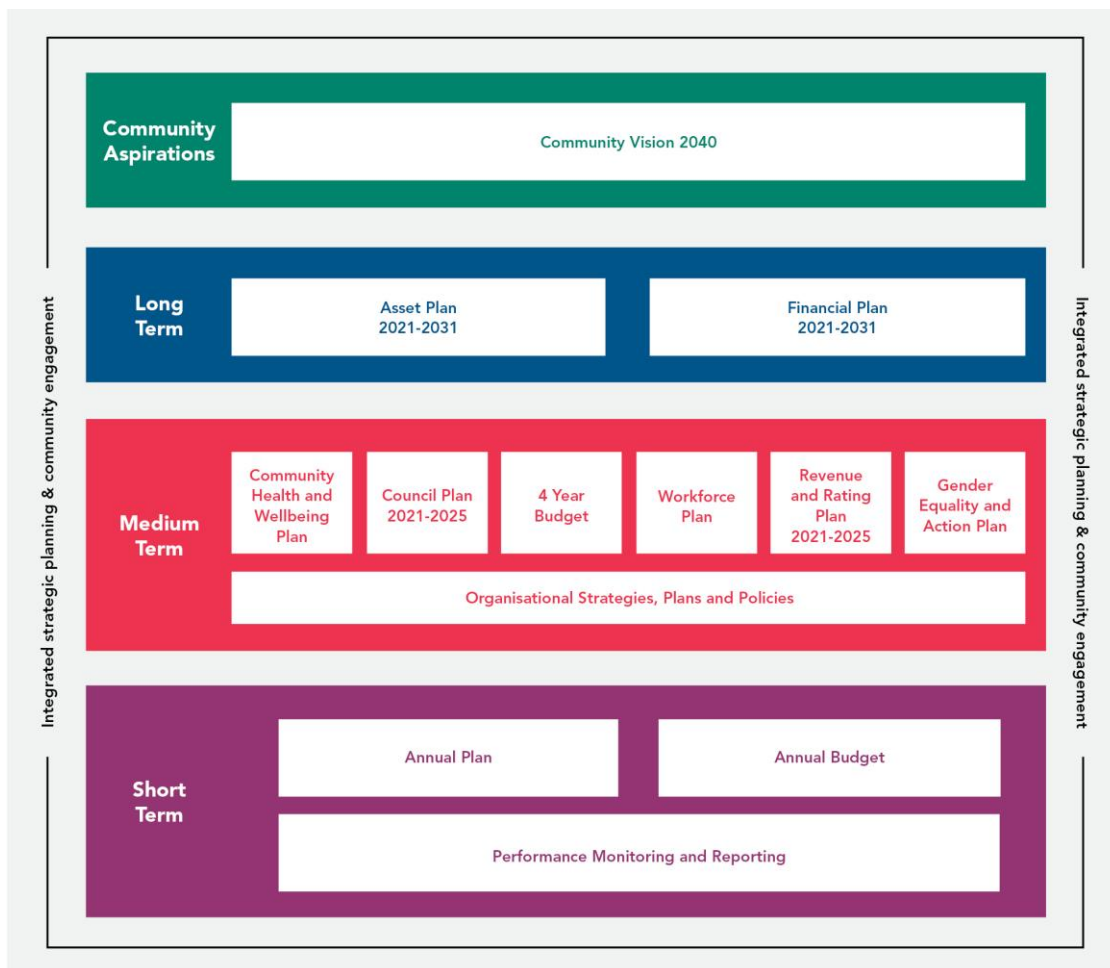 Community
Aspirations
Community Vision 2040
Long
Term
Asset Plan
2021-2031
Financial Plan
2021-2031
Integrated strategic planning & community engagement
Integrated strategic planning & community engagement
Medium
Term
Community
Health and
Wellbeing
Plan
Council Plan
2021-2025
4 Year
Budget
Workforce
Plan
Revenue
and Rating
Plan
2021-2025
Gender
Equality and
Action Plan
Organisational Strategies, Plans and Policies
Short
Term
Annual Plan
Annual Budget
Performance Monitoring and Reporting